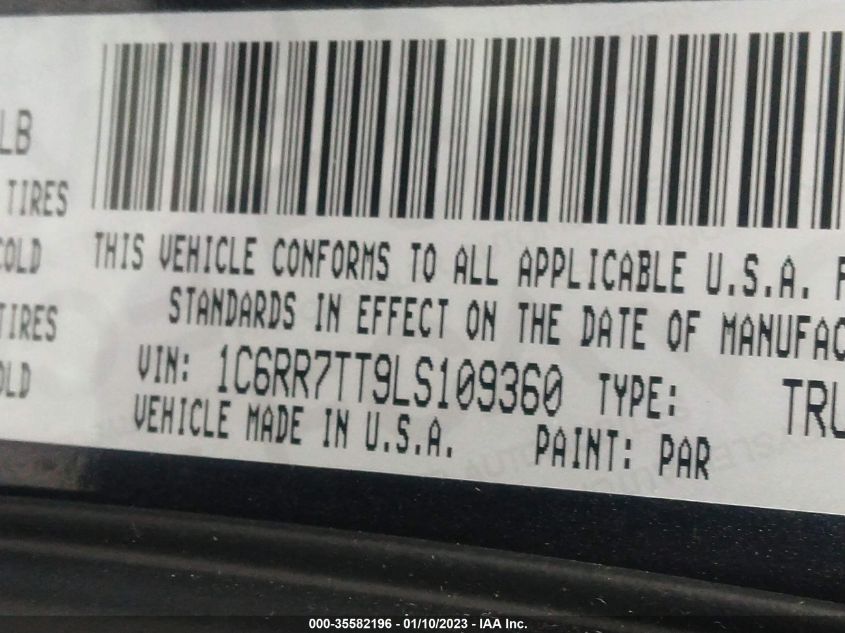 LB
TIRES
COLD
THIS VEHICLE CONFORMS TO ALL APPLICABLE U.S.A. F
TIRES
STANDARDS IN EFFECT ON THE DATE OF MANUFAC
OLD
VIN: 1C6RR7TT9LS109360 TYPE: TRU
VEHICLE MADE IN U.S.A. PAINT: PAR
000-35582196 - 01/10/2023 - IAA Inc.